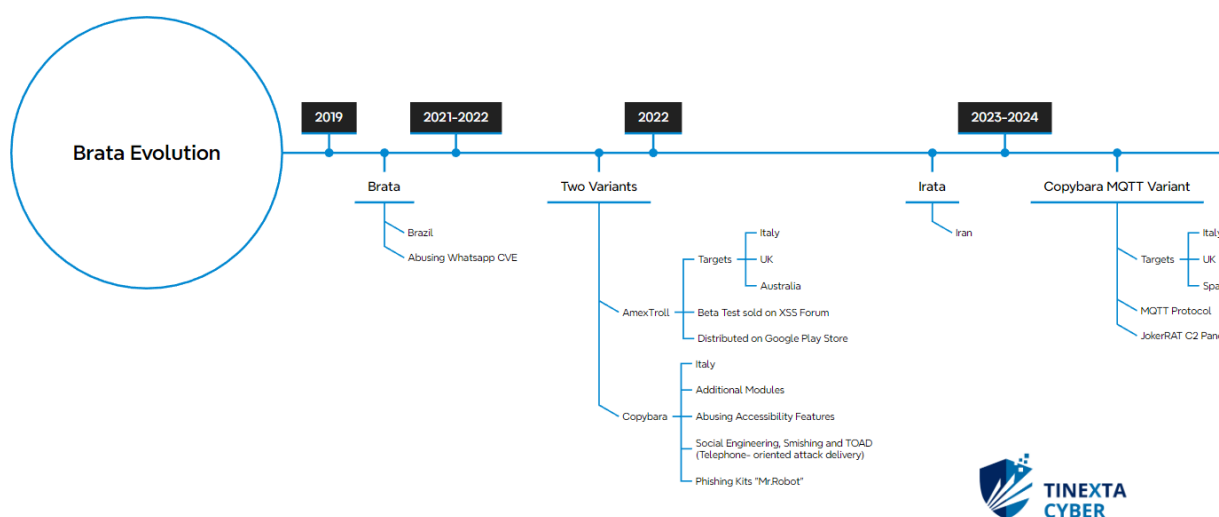 Brata Evolution
2019
2021-2022
2022
2023-2024
Brata
Brazil
Abusing Whatsapp CVE
Two Variants
AmexTroll
Targets
Italy
UK
Australia
Beta Test sold on XSS Forum
Distributed on Google Play Store
Copybara
Italy
Additional Modules
Abusing Accessibility Features
Social Engineering, Smishing and TOAD
(Telephone- oriented attack delivery)
Phishing Kits "Mr.Robot"
Irata
Iran
Copybara MQTT Variant
Targets
Italy
UK
Spa
MQTT Protocol
JokerRAT C2 Pane
TINEXTA
CYBER